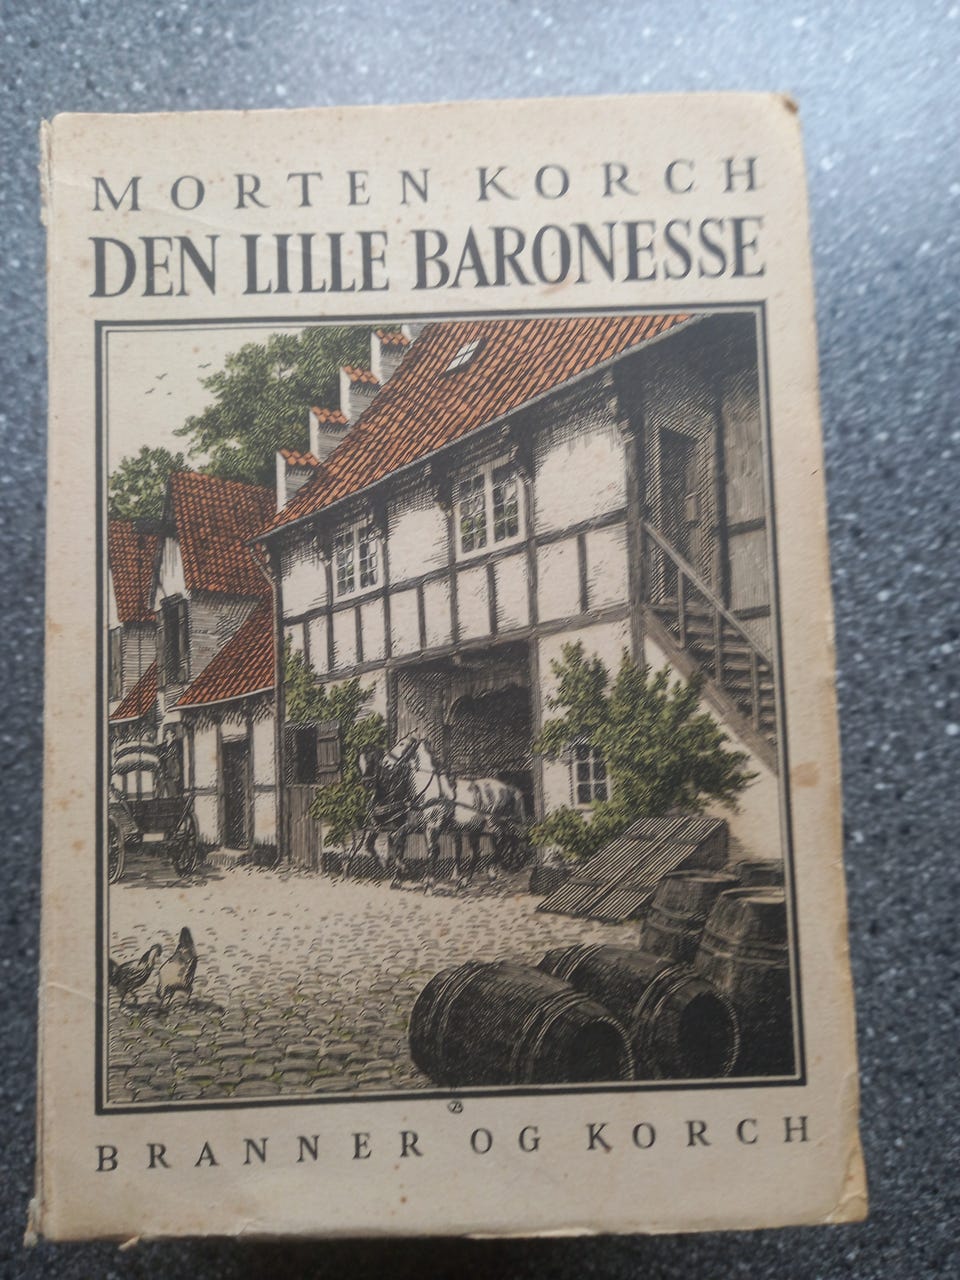 MORTEN KORCH
DEN LILLE BARONESSE
BRANNER OG KORCH